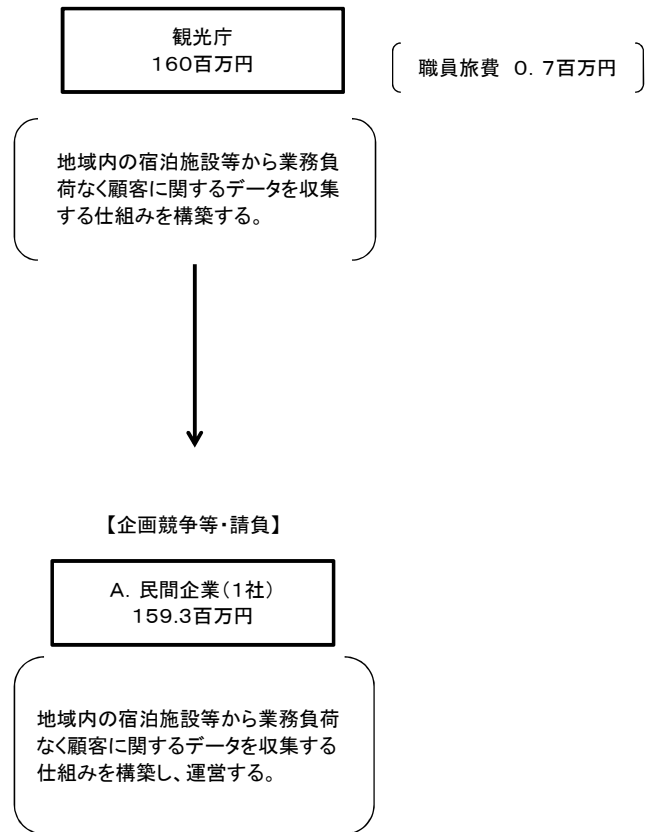 観光庁
160百万円
職員旅費 0.7百万円
地域内の宿泊施設等から業務負
荷なく顧客に関するデータを収集
する仕組みを構築する。
【企画競争等・請負】
A. 民間企業(1社)
159.3百万円
地域内の宿泊施設等から業務負荷
なく顧客に関するデータを収集する
仕組みを構築し、運営する。